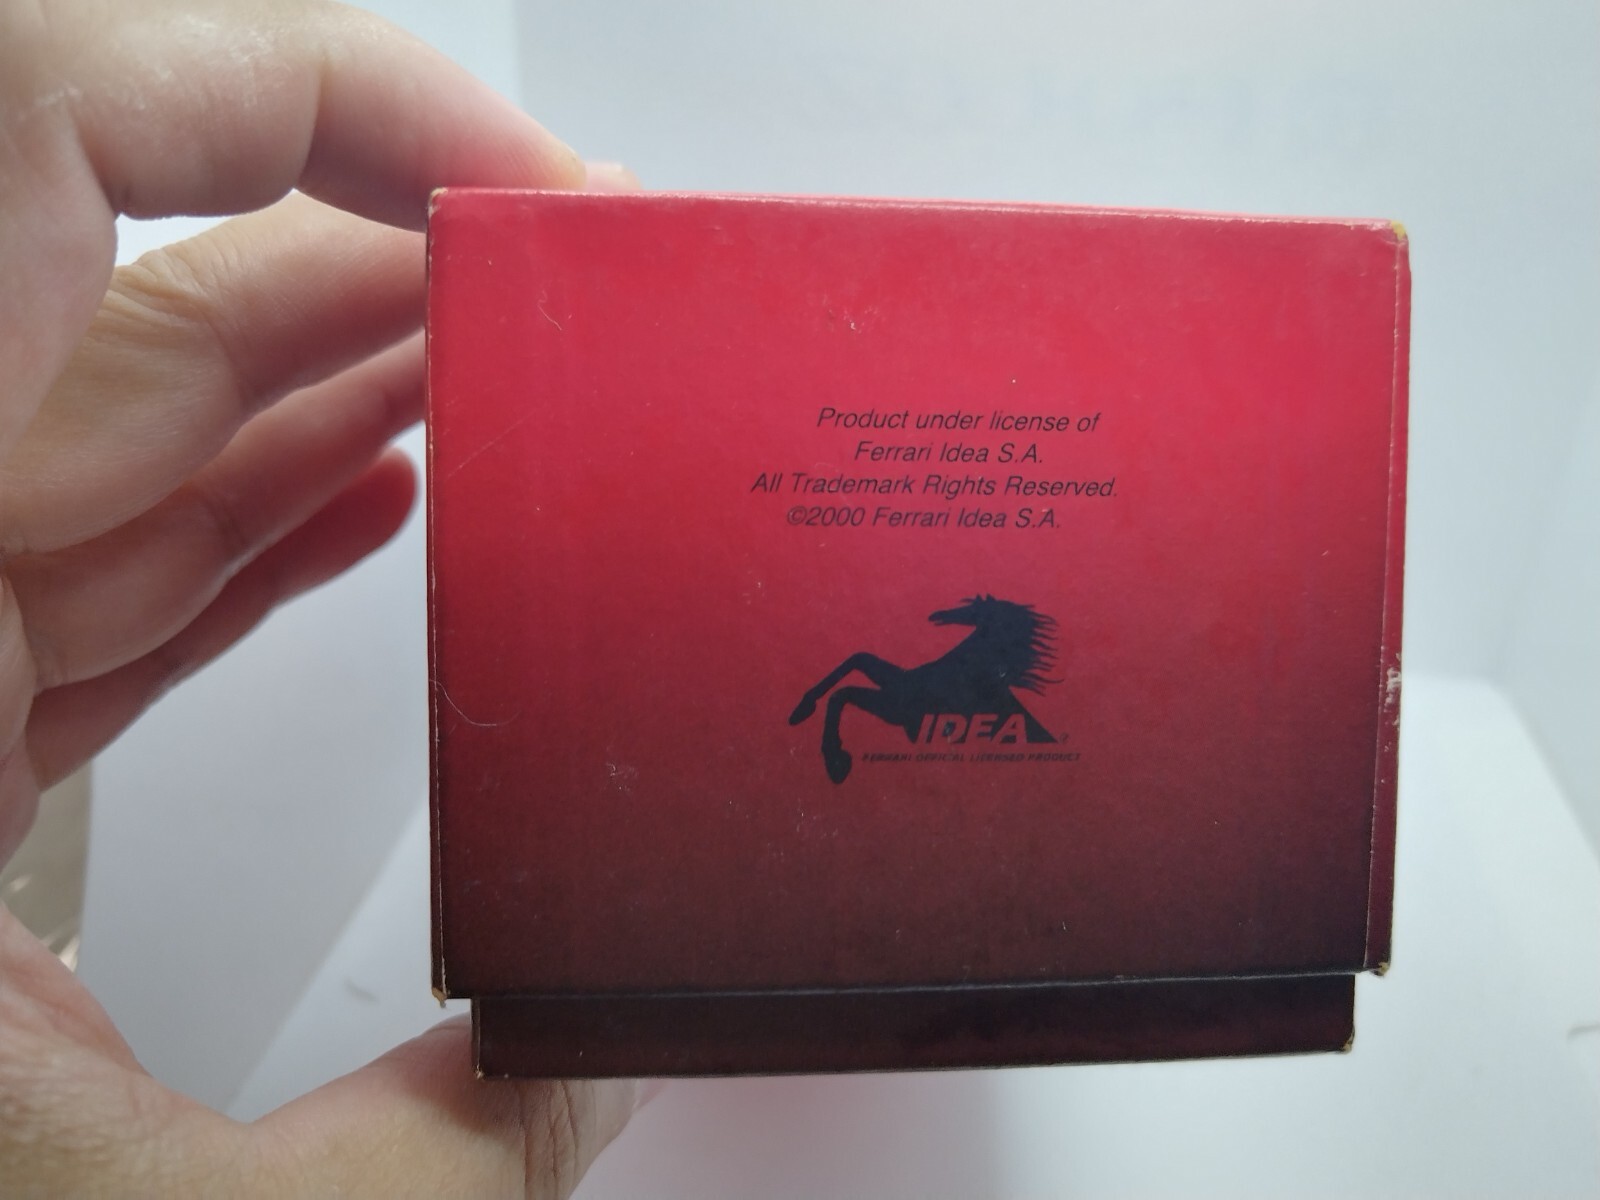 Product under license of
Ferrari Idea S.A.
All Trademark Rights Reserved.
©2000 Ferrari Idea S.A.
IDEA
FERRARI OFFICIAL LICENSED PRODUCT